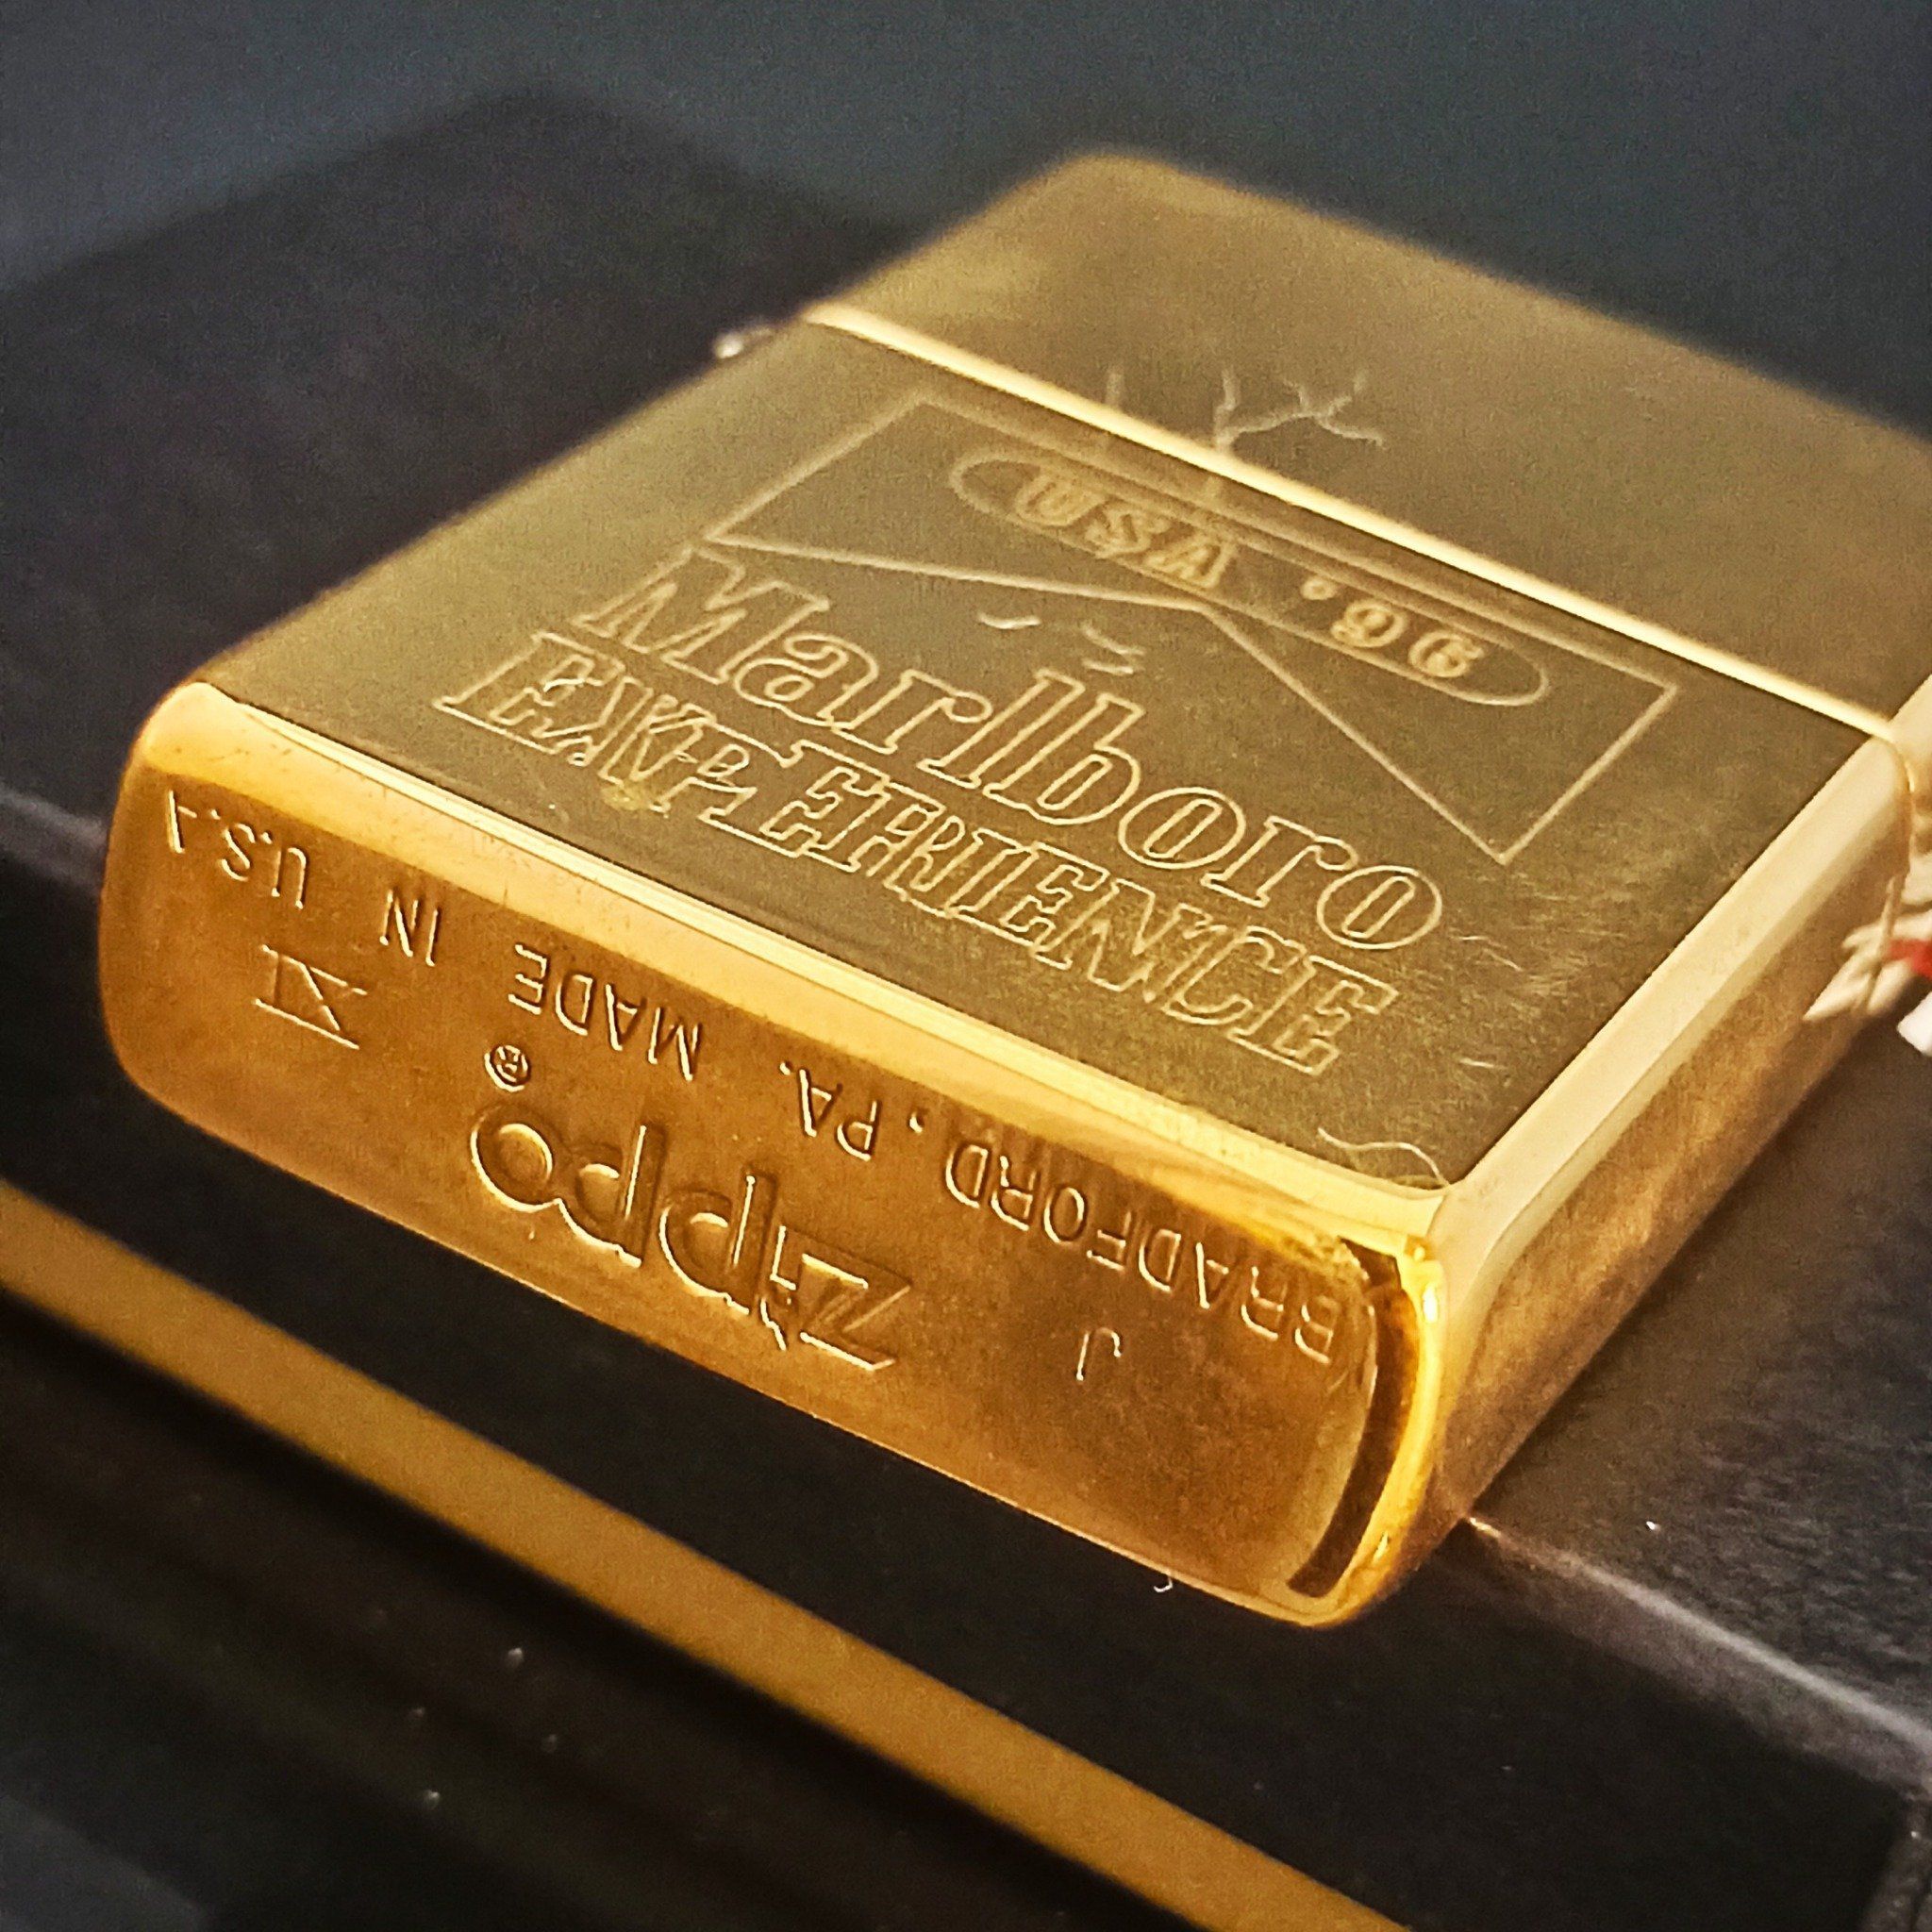 USA '96
Marlboro
EXPERIENCE
BRADFORD, PA. MADE IN U.S.A
J zippo® XI